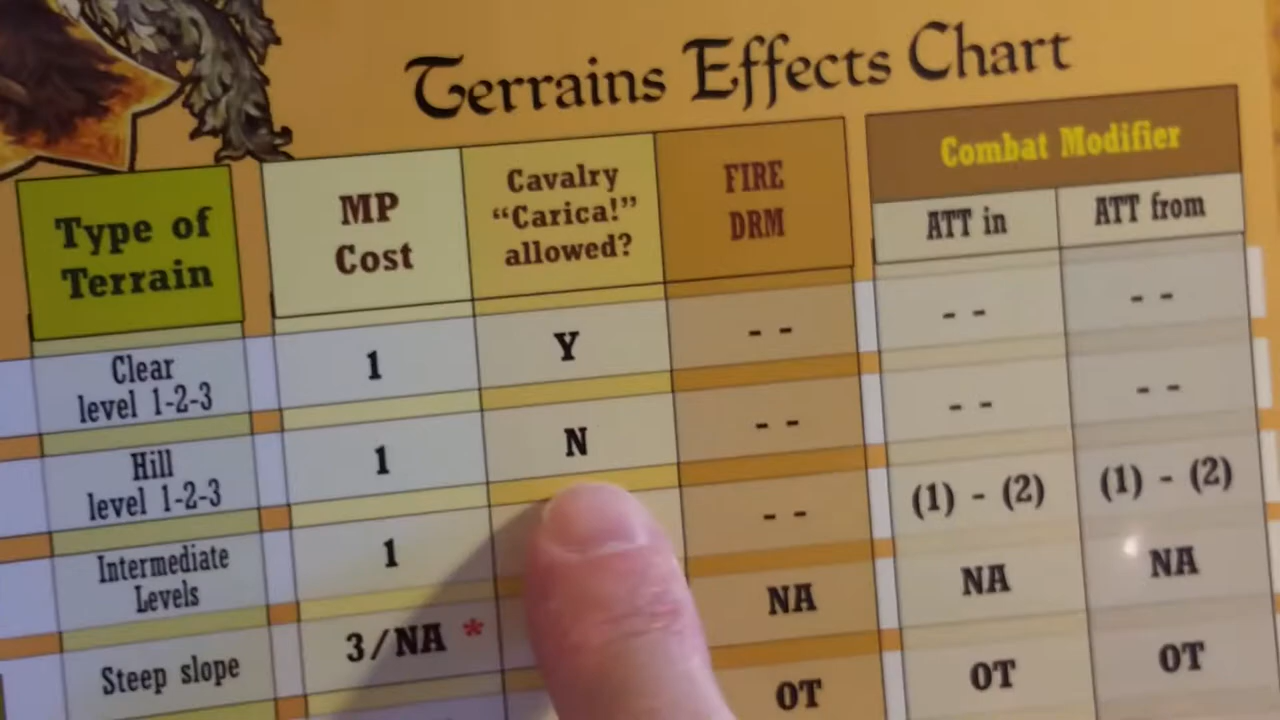 Terrains Effects Chart
Type of
Terrain
MP
Cost
Cavalry
“Carica!”
allowed?
FIRE
DRM
Combat Modifier
ATT in
ATT from
Clear
level 1-2-3
1
Y
- -
- -
- -
Hill
level 1-2-3
1
N
- -
- -
- -
Intermediate
Levels
1
- -
(1) - (2)
(1) - (2)
Steep slope
3/NA *
NA
NA
NA
OT
OT
OT